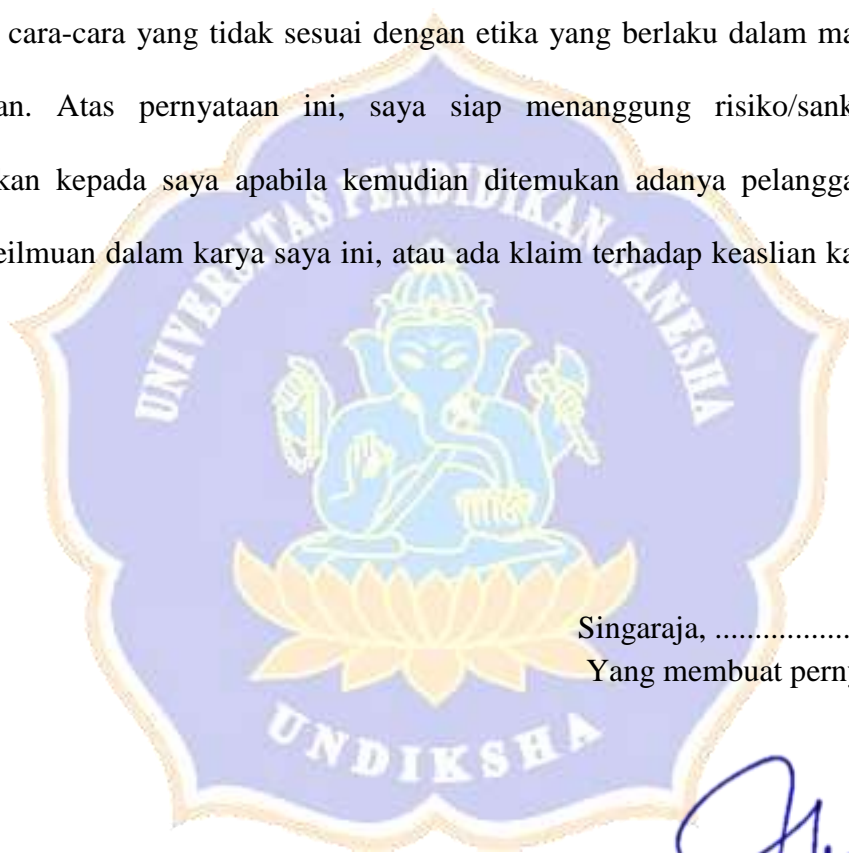 cara-cara yang tidak sesuai dengan etika yang berlaku dalam ma
an. Atas pernyataan ini, saya siap menanggung risiko/sank
kan kepada saya apabila kemudian ditemukan adanya pelangga
eilmuan dalam karya saya ini, atau ada klaim terhadap keaslian ka
UNIVERSITAS PENDIDIKAN GANESHA
Singaraja, .................
Yang membuat perny
UNDIKSHA